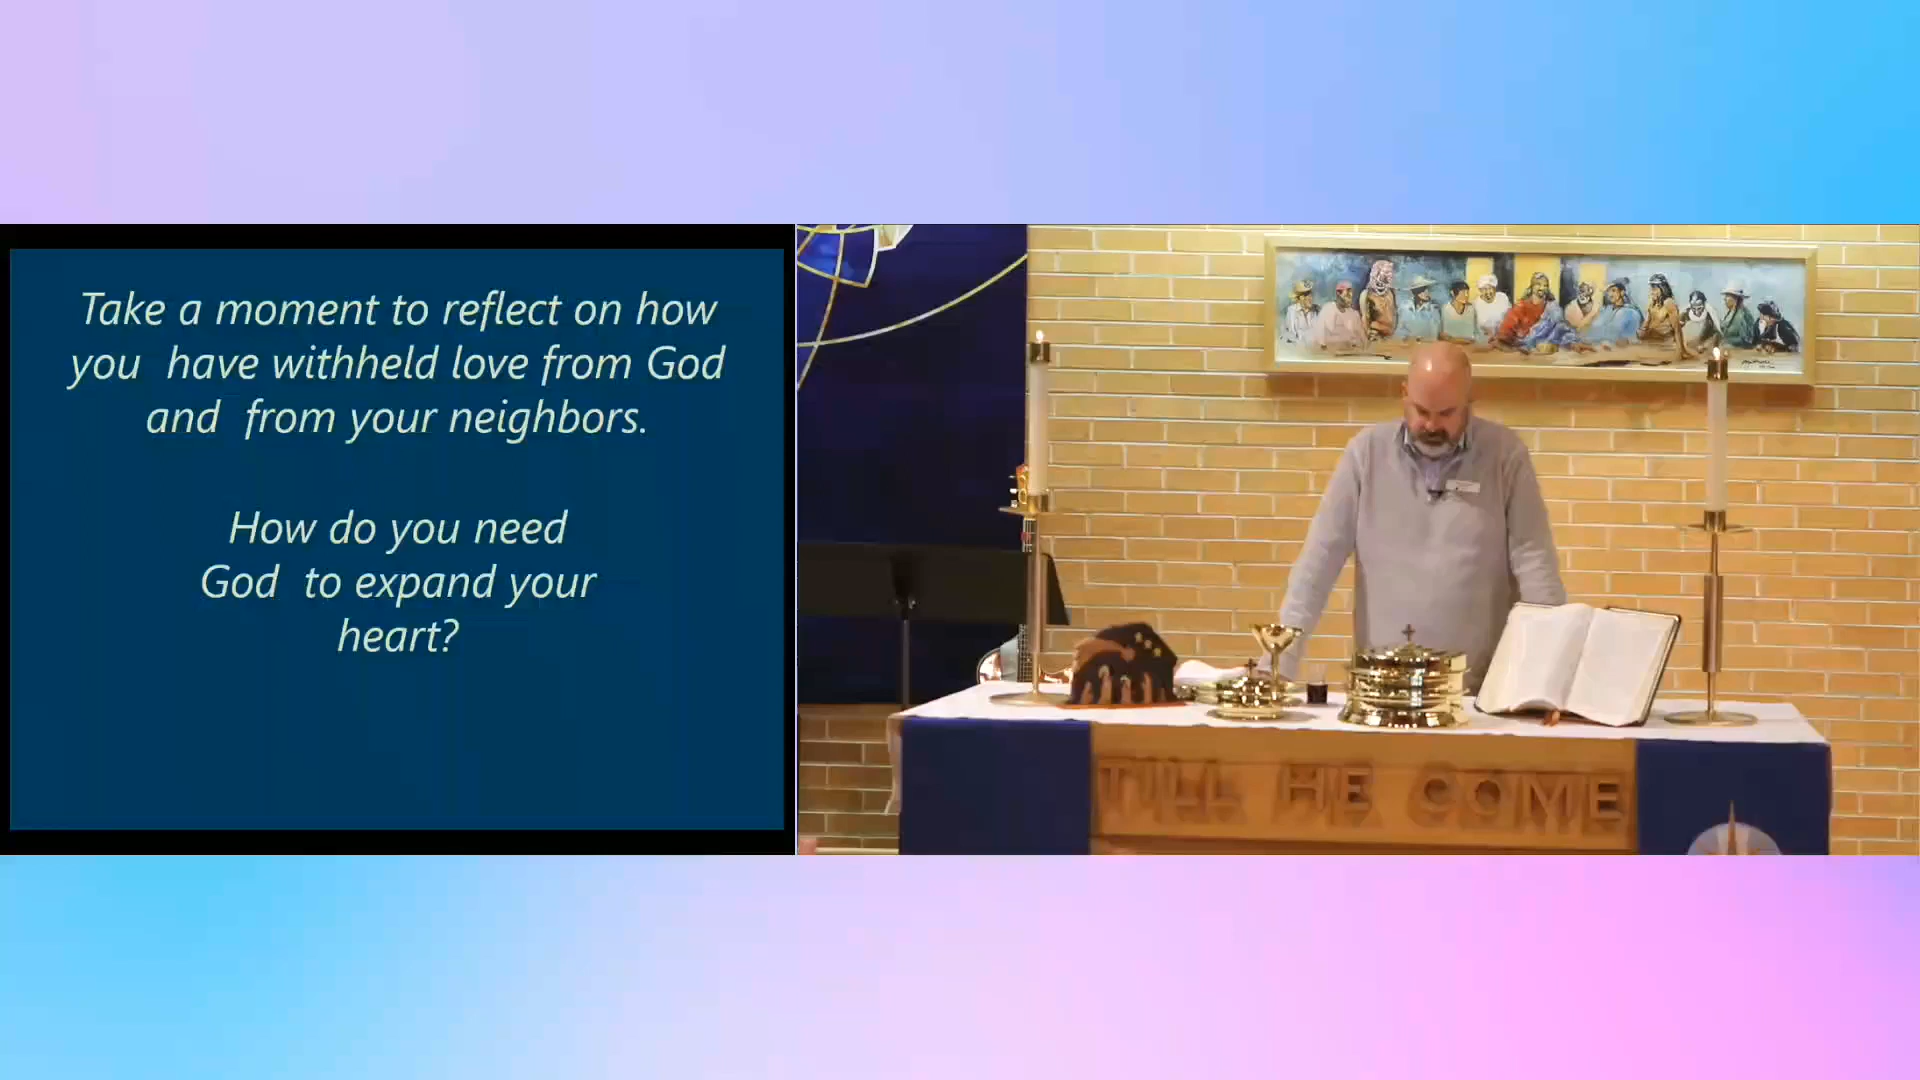 Take a moment to reflect on how
you have withheld love from God
and from your neighbors.
How do you need
God to expand your
heart?
TILL HE COME